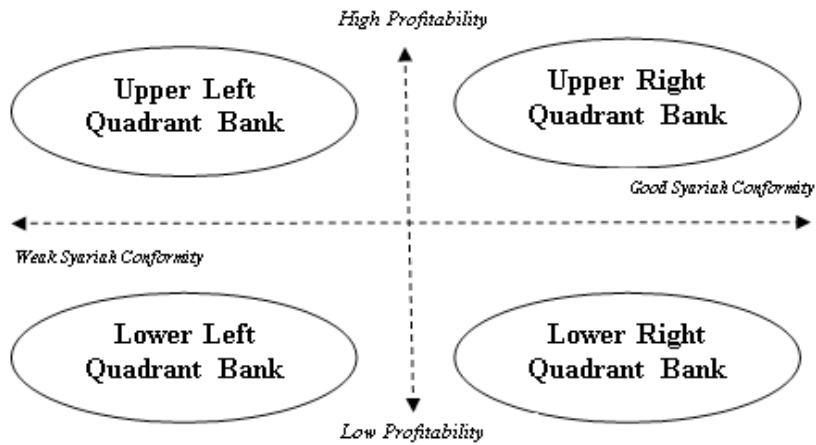 High Profitability
Upper Left
Quadrant Bank
Upper Right
Quadrant Bank
Good Syariah Conformity
Weak Syariah Conformity
Lower Left
Quadrant Bank
Lower Right
Quadrant Bank
Low Profitability